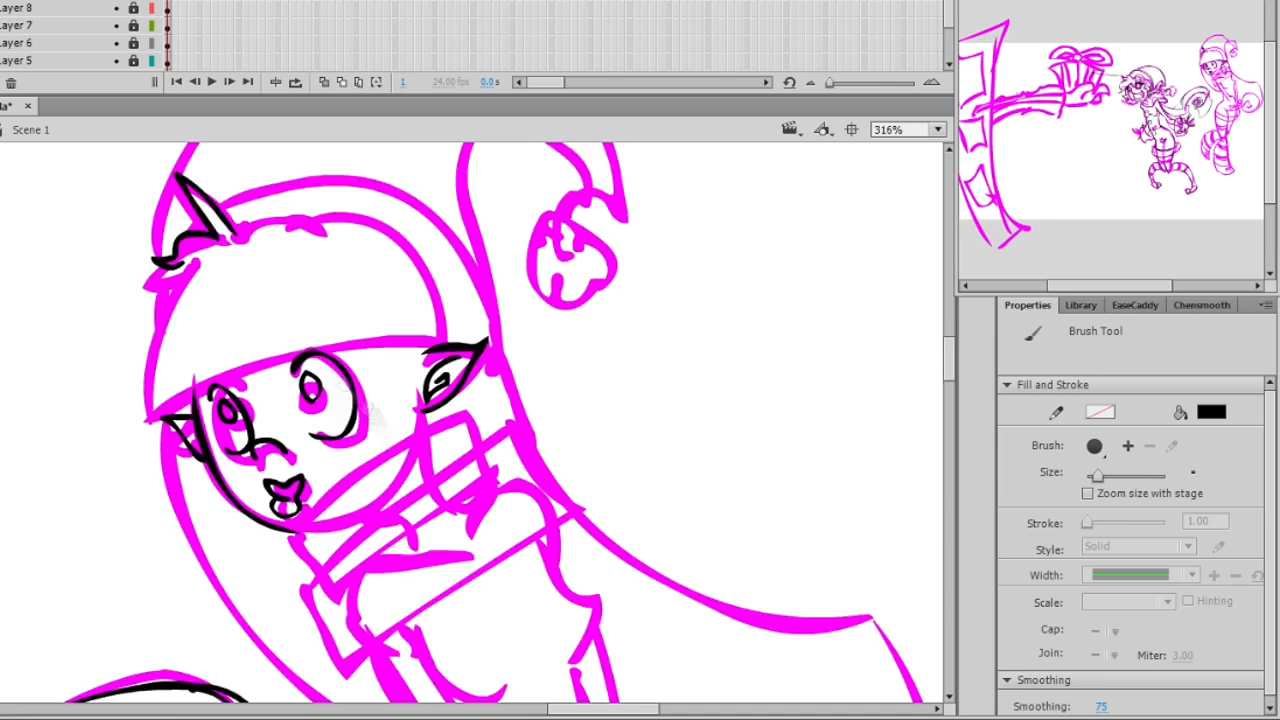 ayer 8
ayer 7
ayer 6
ayer 5
1 24.00 fps 0.0 s
la* ×
Scene 1
316%
Properties Library EaseCaddy Chensmooth
Brush Tool
Fill and Stroke
Brush:
Size:
Zoom size with stage
Stroke: 1.00
Style: Solid
Width:
Scale: Hinting
Cap:
Join: Miter: 3.00
Smoothing
Smoothing: 75